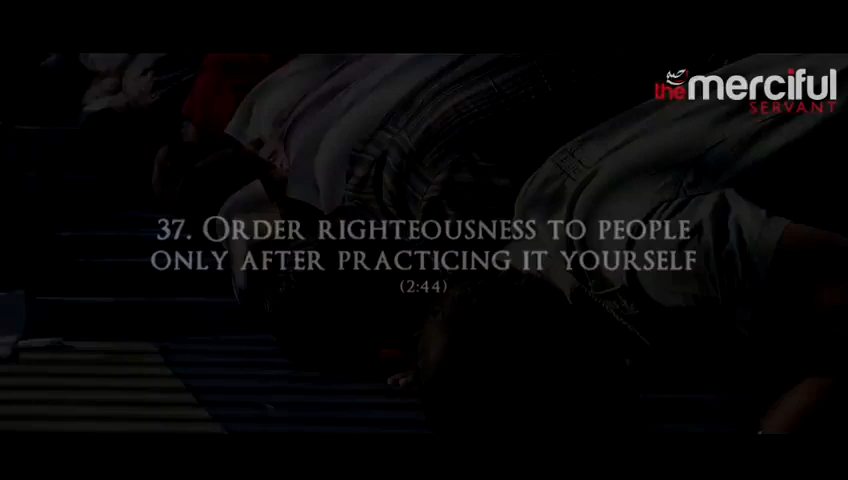 the merciful
SERVANT
37. ORDER RIGHTEOUSNESS TO PEOPLE
ONLY AFTER PRACTICING IT YOURSELF
(2:44)